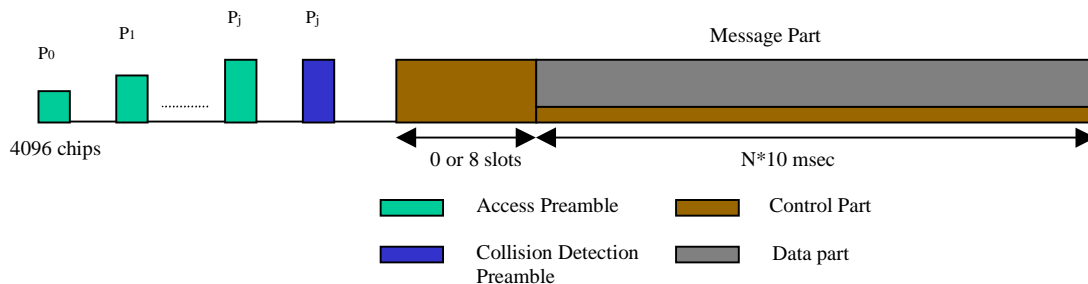 P0
P1
Pj
Pj
Message Part
.............
4096 chips
0 or 8 slots
N*10 msec
Access Preamble
Control Part
Collision Detection
Preamble
Data part